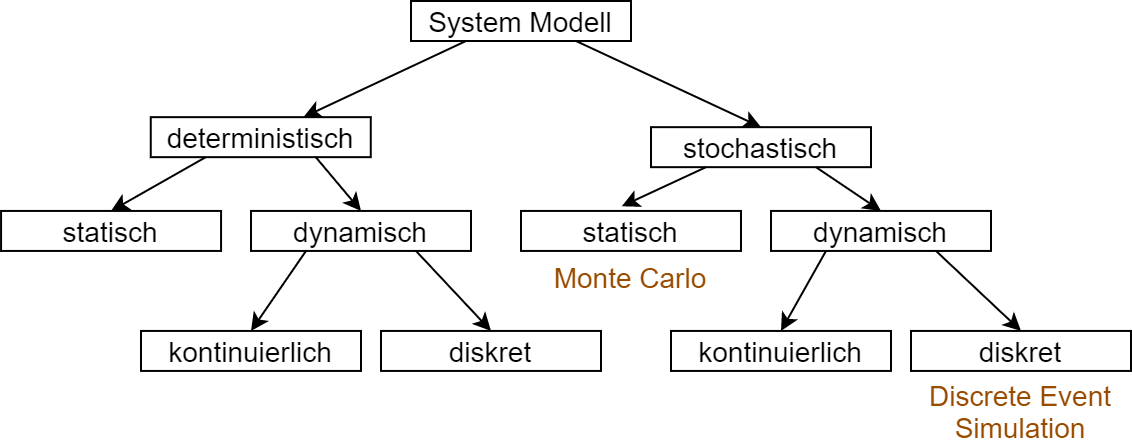 System Modell
deterministisch
stochastisch
statisch
dynamisch
statisch
dynamisch
Monte Carlo
kontinuierlich
diskret
kontinuierlich
diskret
Discrete Event
Simulation